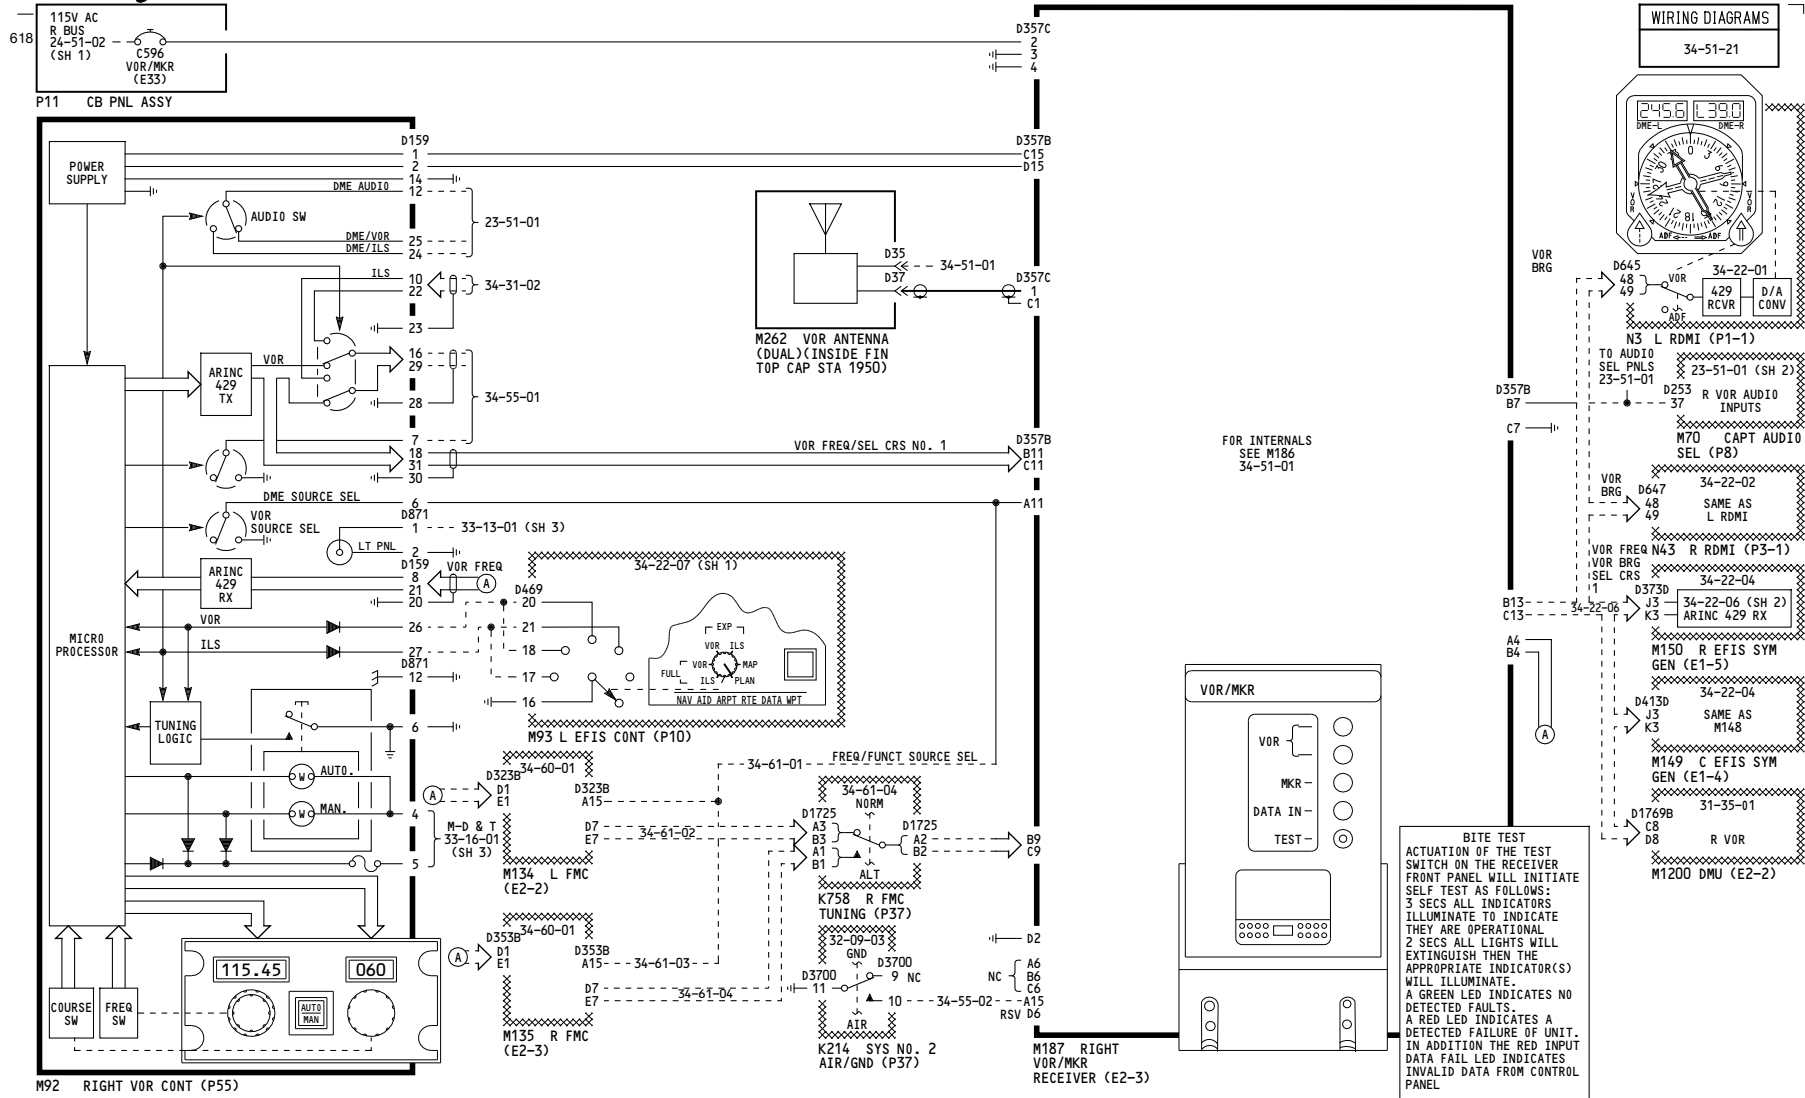 618
115V AC
R BUS
24-51-02
(SH 1)
C596
VOR/MKR
(E33)
P11 CB PNL ASSY
WIRING DIAGRAMS
34-51-21
D357C
2
3
4
POWER
SUPPLY
D159
1
2
14
DME AUDIO 12
AUDIO SW
23-51-01
DME/VOR 25
DME/ILS 24
ILS 10
22
34-31-02
23
16
29
34-55-01
28
7
ARINC
429
TX
VOR
18
31
30
VOR FREQ/SEL CRS NO. 1
D357B
C15
D15
D35
34-51-01
D37
D357C
1
C1
M262 VOR ANTENNA
(DUAL)(INSIDE FIN
TOP CAP STA 1950)
D357B
B11
C11
DME SOURCE SEL 6
A11
VOR
SOURCE SEL
D871
1 33-13-01 (SH 3)
LT PNL 2
ARINC
429
RX
D159
8
21
20
VOR FREQ
A
VOR 26
ILS 27
MICRO
PROCESSOR
D871
12
TUNING
LOGIC
6
W AUTO.
W MAN.
4
5
M-D & T
33-16-01
(SH 3)
A
34-22-07 (SH 1)
D469
20
21
18
17
16
EXP
VOR ILS
VOR MAP
FULL
ILS PLAN
NAV AID ARPT RTE DATA WPT
M93 L EFIS CONT (P10)
34-60-01
D323B
D1
E1
D323B
A15
D7
E7
M134 L FMC
(E2-2)
34-61-01
FREQ/FUNCT SOURCE SEL
34-61-02
34-61-04
NORM
D1725
A3
B3
A1
B1
D1725
A2
B2
ALT
K758 R FMC
TUNING (P37)
B9
C9
34-60-01
A
D353B
D1
E1
D353B
A15 34-61-03
D7
E7
34-61-04
M135 R FMC
(E2-3)
32-09-03
GND
D3700
11
D3700
9 NC
10 34-55-02
AIR
K214 SYS NO. 2
AIR/GND (P37)
D2
NC
A6
B6
C6
A15
RSV D6
M187 RIGHT
VOR/MKR
RECEIVER (E2-3)
COURSE
SW
FREQ
SW
115.45
060
AUTO
MAN
M92 RIGHT VOR CONT (P55)
FOR INTERNALS
SEE M186
34-51-01
VOR/MKR
VOR
MKR
DATA IN
TEST
BITE TEST
ACTUATION OF THE TEST
SWITCH ON THE RECEIVER
FRONT PANEL WILL INITIATE
SELF TEST AS FOLLOWS:
3 SECS ALL INDICATORS
ILLUMINATE TO INDICATE
THEY ARE OPERATIONAL
2 SECS ALL LIGHTS WILL
EXTINGUISH THEN THE
APPROPRIATE INDICATOR(S)
WILL ILLUMINATE.
A GREEN LED INDICATES NO
DETECTED FAULTS.
A RED LED INDICATES A
DETECTED FAILURE OF UNIT.
IN ADDITION THE RED INPUT
DATA FAIL LED INDICATES
INVALID DATA FROM CONTROL
PANEL
245.6 L39.0
DME-L DME-R
0 3 6 9 12 15 18 21 24 27 30
VOR VOR
ADF ADF
VOR
BRG
D645
48
49
VOR
ADF
34-22-01
429
RCVR
D/A
CONV
N3 L RDMI (P1-1)
TO AUDIO
SEL PNLS
23-51-01
D357B
B7
C7
23-51-01 (SH 2)
D253
37
R VOR AUDIO
INPUTS
M70 CAPT AUDIO
SEL (P8)
VOR
BRG
D647
48
49
34-22-02
SAME AS
L RDMI
N43 R RDMI (P3-1)
VOR FREQ
VOR BRG
SEL CRS
1
B13
C13
34-22-06
D373D
J3
K3
34-22-04
34-22-06 (SH 2)
ARINC 429 RX
M150 R EFIS SYM
GEN (E1-5)
A4
B4
A
D413D
J3
K3
34-22-04
SAME AS
M148
M149 C EFIS SYM
GEN (E1-4)
D1769B
C8
D8
31-35-01
R VOR
M1200 DMU (E2-2)